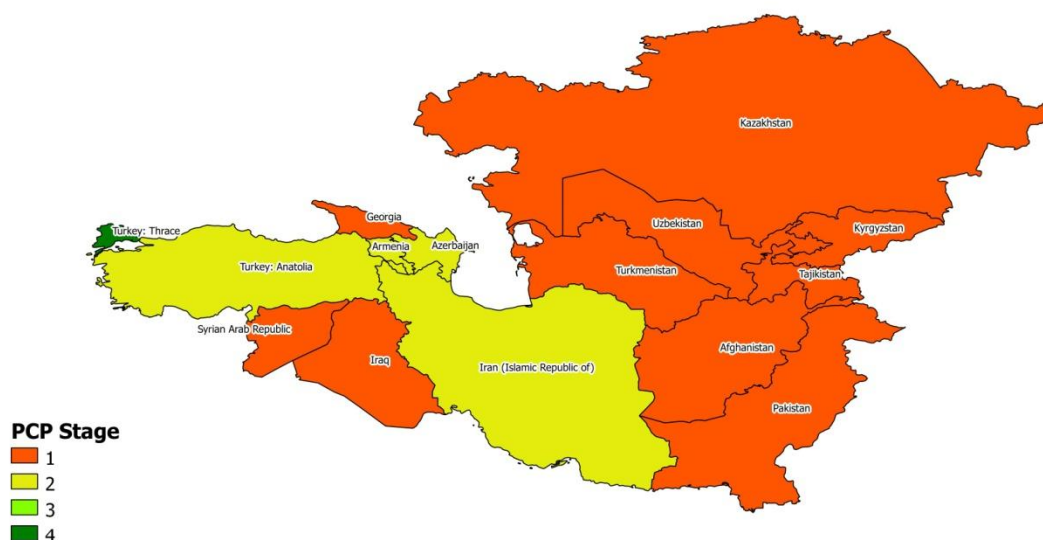 Kazakhstan
Georgia
Uzbekistan
Kyrgyzstan
Turkey: Thrace
Armenia
Azerbaijan
Turkey: Anatolia
Turkmenistan
Tajikistan
Syrian Arab Republic
Iraq
Afghanistan
Iran (Islamic Republic of)
Pakistan
PCP Stage
1
2
3
4